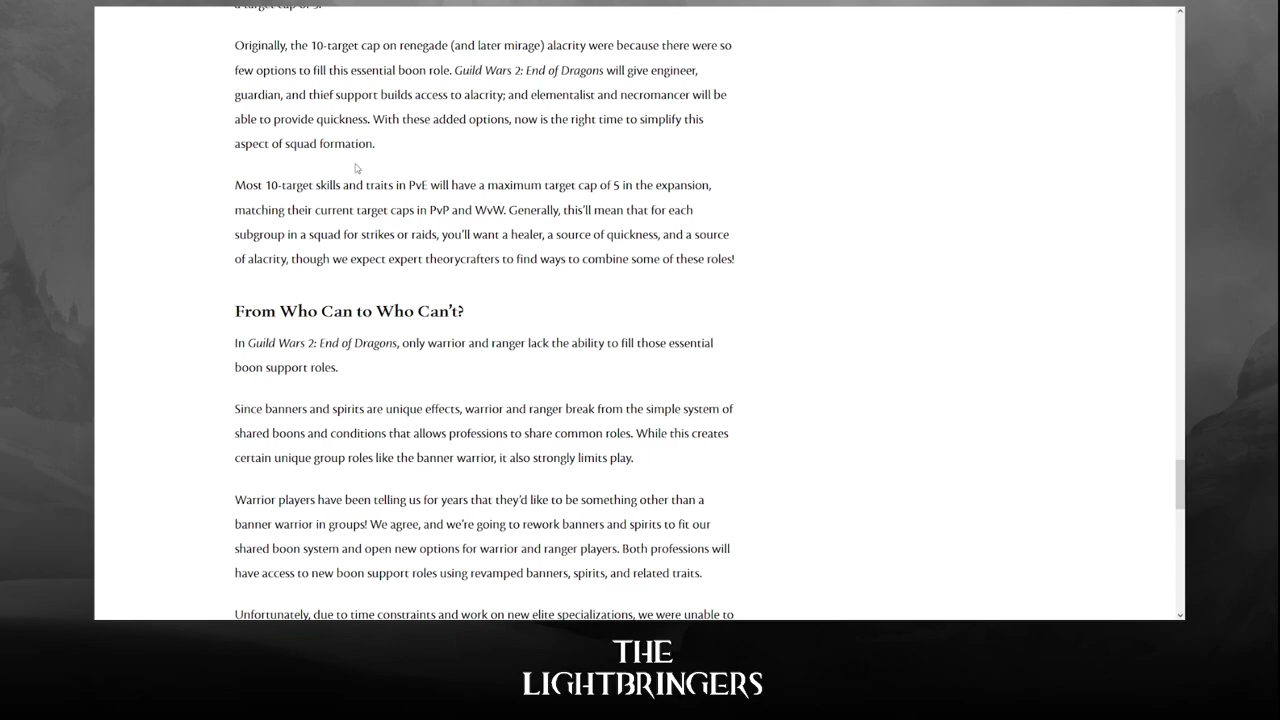 a target cap of 5.
Originally, the 10-target cap on renegade (and later mirage) alacrity were because there were so
few options to fill this essential boon role. Guild Wars 2: End of Dragons will give engineer,
guardian, and thief support builds access to alacrity; and elementalist and necromancer will be
able to provide quickness. With these added options, now is the right time to simplify this
aspect of squad formation.
Most 10-target skills and traits in PvE will have a maximum target cap of 5 in the expansion,
matching their current target caps in PvP and WvW. Generally, this'll mean that for each
subgroup in a squad for strikes or raids, you'll want a healer, a source of quickness, and a source
of alacrity, though we expect expert theorycrafters to find ways to combine some of these roles!
From Who Can to Who Can't?
In Guild Wars 2: End of Dragons, only warrior and ranger lack the ability to fill those essential
boon support roles.
Since banners and spirits are unique effects, warrior and ranger break from the simple system of
shared boons and conditions that allows professions to share common roles. While this creates
certain unique group roles like the banner warrior, it also strongly limits play.
Warrior players have been telling us for years that they'd like to be something other than a
banner warrior in groups! We agree, and we're going to rework banners and spirits to fit our
shared boon system and open new options for warrior and ranger players. Both professions will
have access to new boon support roles using revamped banners, spirits, and related traits.
Unfortunately, due to time constraints and work on new elite specializations, we were unable to
THE
LIGHTBRINGERS